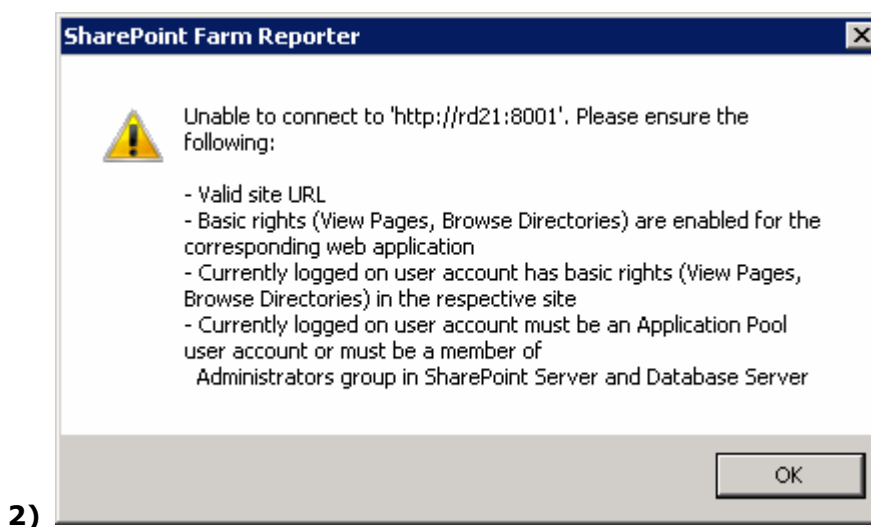 SharePoint Farm Reporter
Unable to connect to 'http://rd21:8001'. Please ensure the
following:
- Valid site URL
- Basic rights (View Pages, Browse Directories) are enabled for the
corresponding web application
- Currently logged on user account has basic rights (View Pages,
Browse Directories) in the respective site
- Currently logged on user account must be an Application Pool
user account or must be a member of
Administrators group in SharePoint Server and Database Server
OK
2)